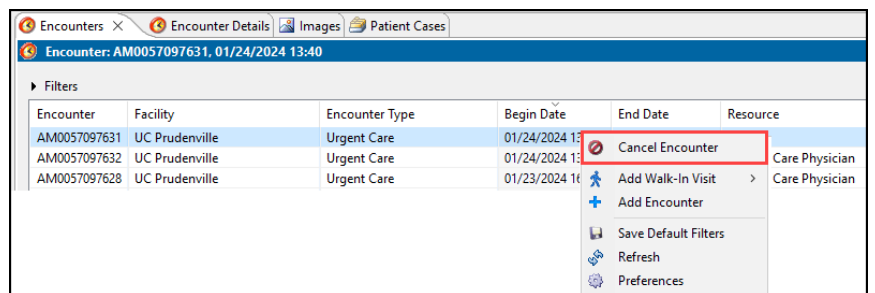 Encounters Encounter Details Images Patient Cases
Encounter: AM0057097631, 01/24/2024 13:40
Filters
Encounter Facility Encounter Type Begin Date End Date Resource
AM0057097631 UC Prudenville Urgent Care 01/24/2024
AM0057097632 UC Prudenville Urgent Care 01/24/2024 Care Physician
AM0057097628 UC Prudenville Urgent Care 01/23/2024 Care Physician
Cancel Encounter
Add Walk-In Visit
Add Encounter
Save Default Filters
Refresh
Preferences